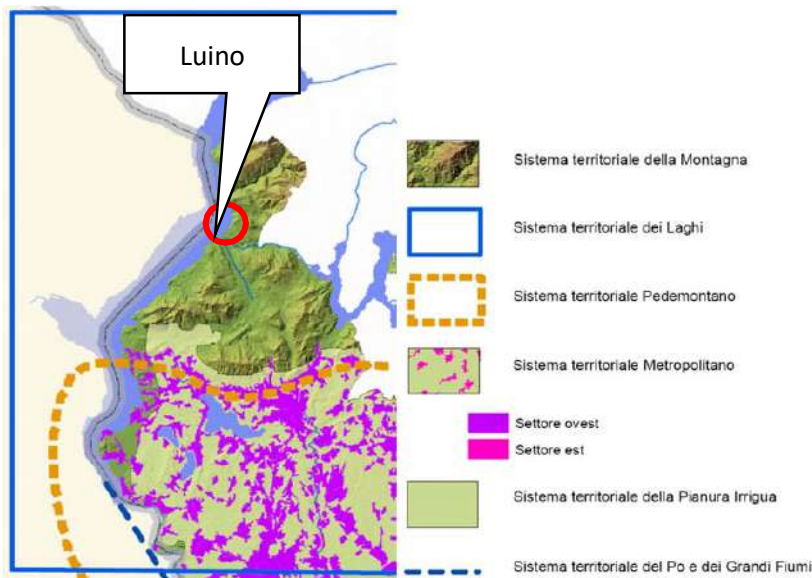 Luino
Sistema territoriale della Montagna
Sistema territoriale dei Laghi
Sistema territoriale Pedemontano
Sistema territoriale Metropolitano
Settore ovest
Settore est
Sistema territoriale della Pianura Irrigua
Sistema territoriale del Po e dei Grandi Fiumi